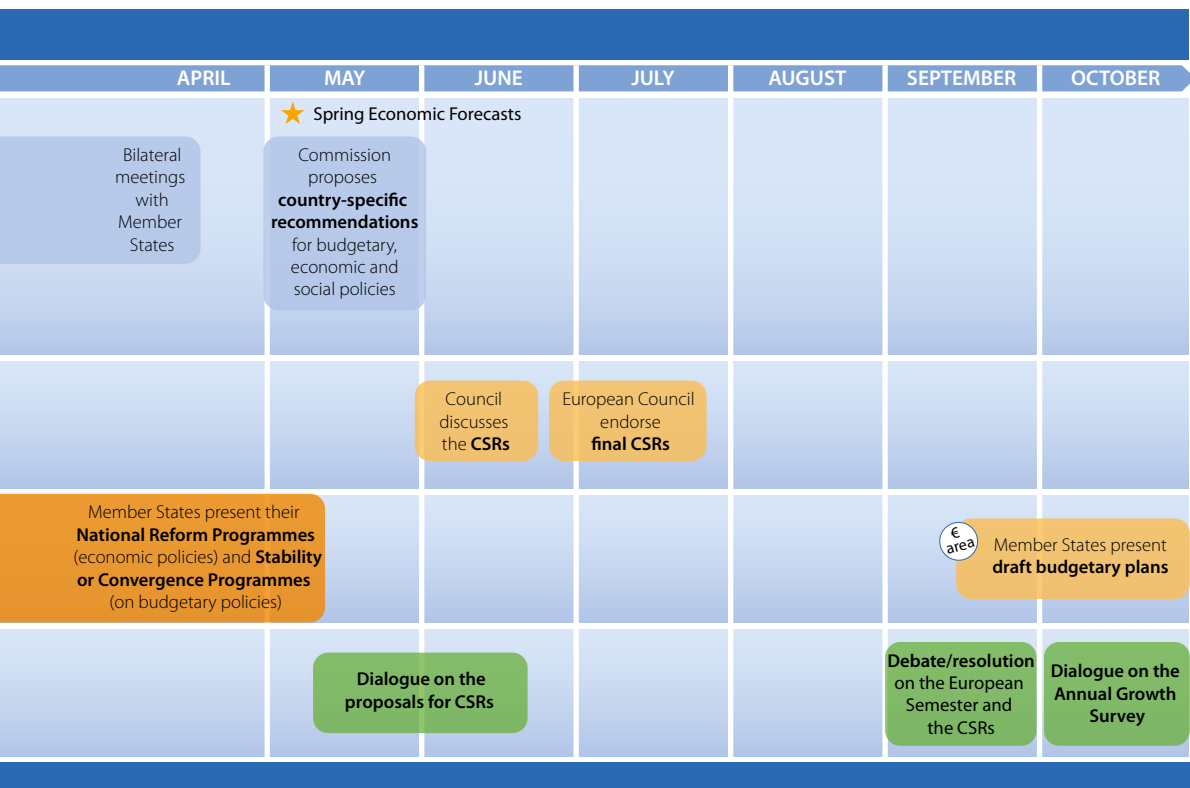 APRIL
MAY
JUNE
JULY
AUGUST
SEPTEMBER
OCTOBER
Spring Economic Forecasts
Bilateral
meetings
with
Member
States
Commission
proposes
country-specific
recommendations
for budgetary,
economic and
social policies
Council
discusses
the CSRs
European Council
endorse
final CSRs
Member States present their
National Reform Programmes
(economic policies) and Stability
or Convergence Programmes
(on budgetary policies)
€
area
Member States present
draft budgetary plans
Dialogue on the
proposals for CSRs
Debate/resolution
on the European
Semester and
the CSRs
Dialogue on the
Annual Growth
Survey